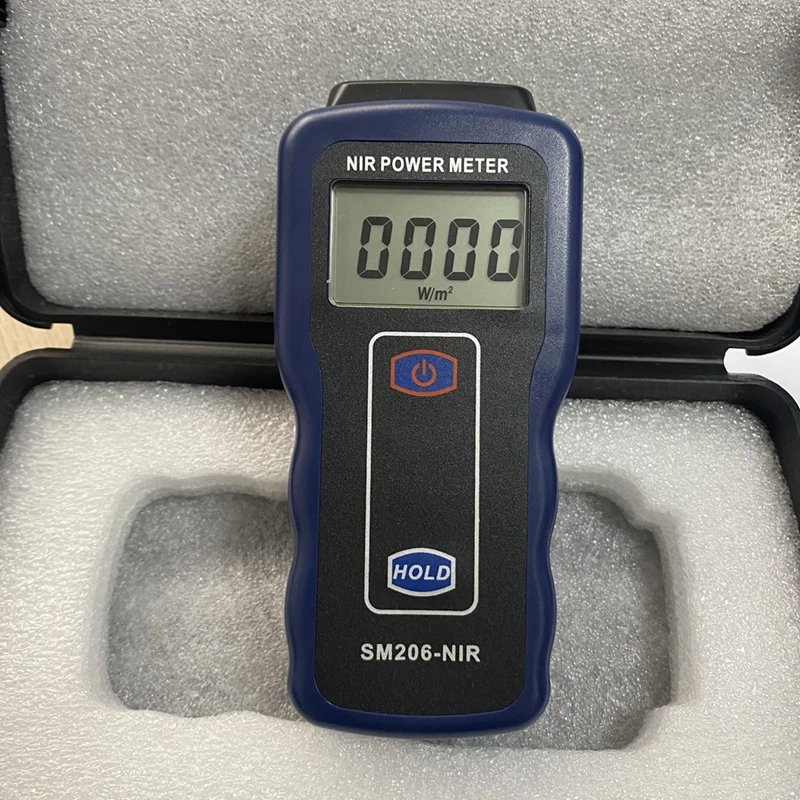 NIR POWER METER
0000
W/m²
HOLD
SM206-NIR